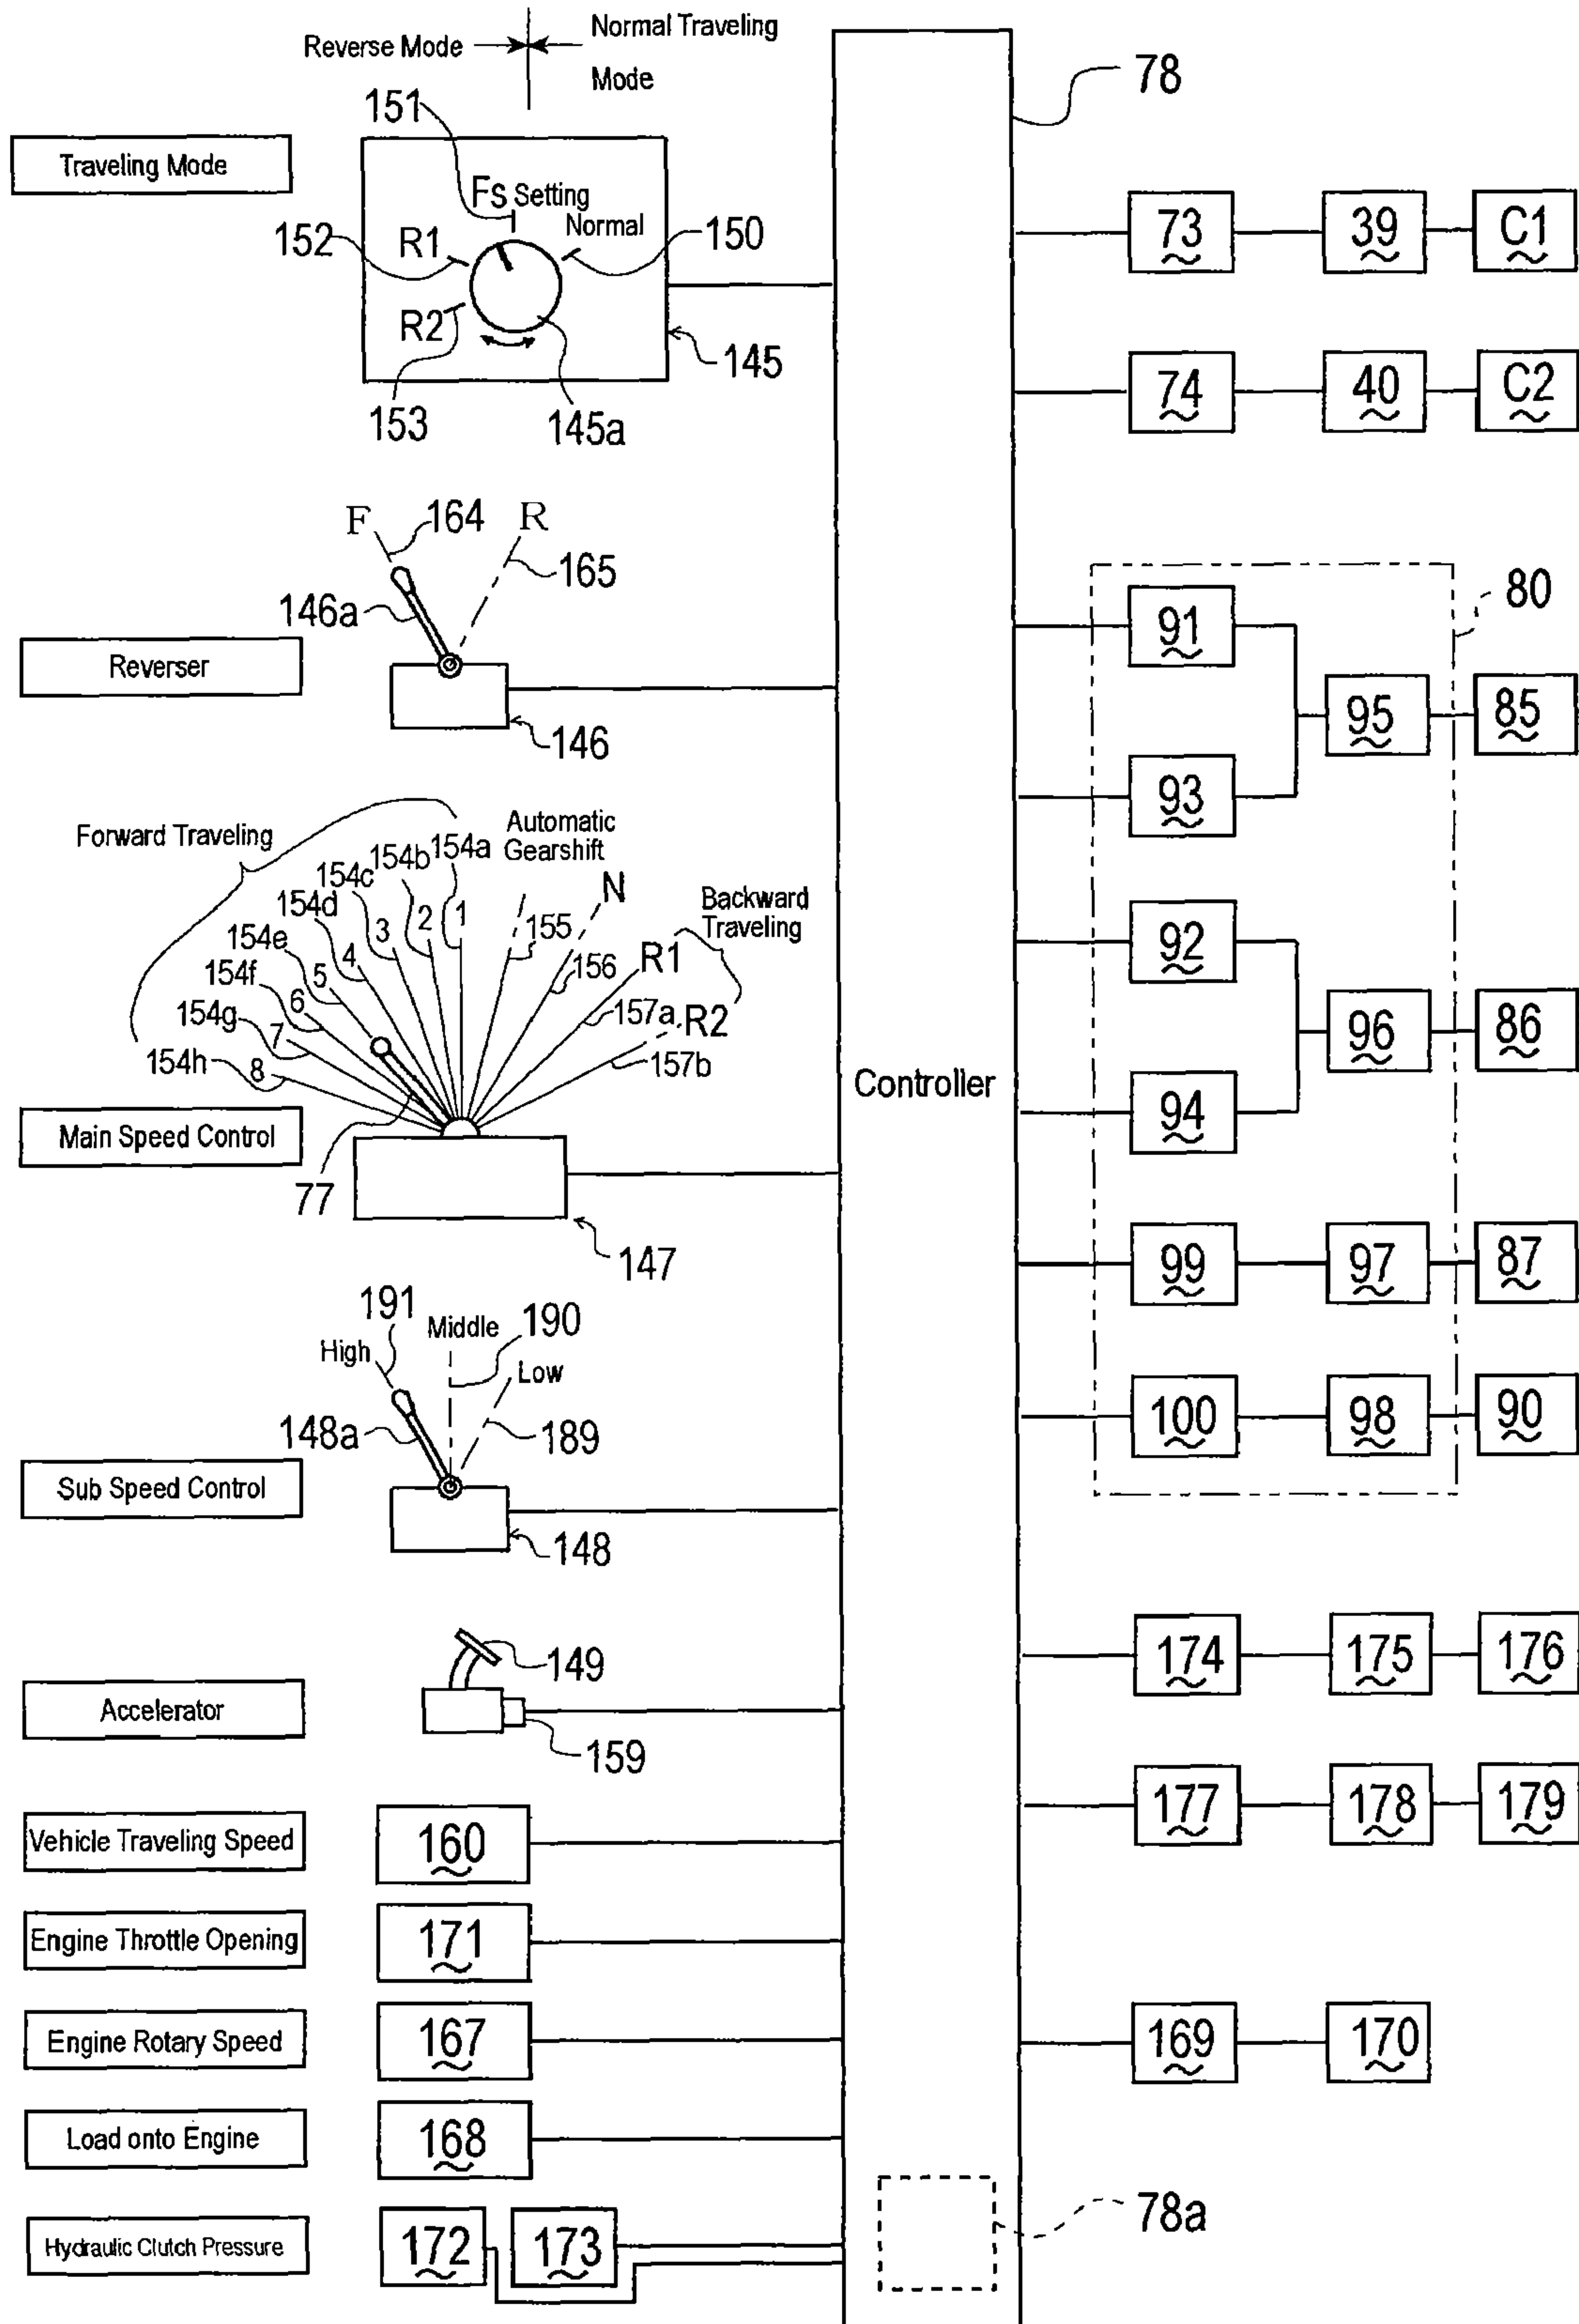 Reverse Mode
Normal Traveling
Mode
151
78
Traveling Mode
Fs Setting
Normal
150
152
R1
R2
145
153
145a
73
39
C1
74
40
C2
F
164
R
165
146a
Reverser
146
80
91
95
85
93
Forward Traveling
Automatic
Gearshift
154a
154b
154c
154d
154e
154f
154g
154h
1
2
3
4
5
6
7
8
155
N
156
Backward
Traveling
R1
157a
R2
157b
Main Speed Control
77
147
Controller
92
96
86
94
99
97
87
191
Middle
190
High
Low
148a
189
Sub Speed Control
148
100
98
90
149
Accelerator
159
174
175
176
Vehicle Traveling Speed
160
177
178
179
Engine Throttle Opening
171
Engine Rotary Speed
167
169
170
Load onto Engine
168
78a
Hydraulic Clutch Pressure
172
173